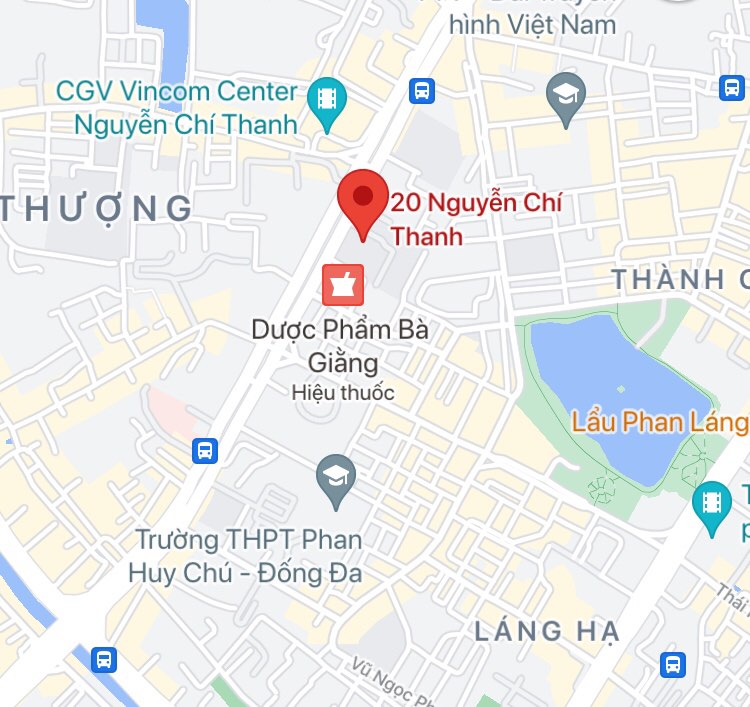 hình Việt Nam
CGV Vincom Center
Nguyễn Chí Thanh
THƯỢNG
20 Nguyễn Chí
Thanh
THÀNH C
Dược Phẩm Bà
Giằng
Hiệu thuốc
Lẩu Phan Láng
Trường THPT Phan
Huy Chú - Đống Đa
T
p
Thái
LÁNG HẠ
Vũ Ngọc Ph